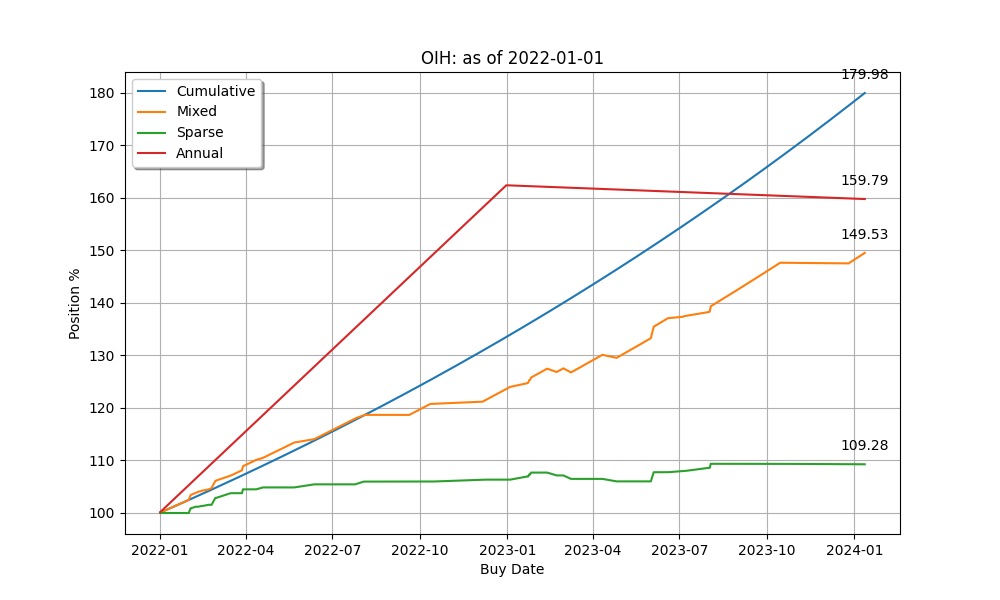 OIH: as of 2022-01-01
179.98
Cumulative
Mixed
Sparse
Annual
159.79
149.53
109.28
180
170
160
150
140
130
120
110
100
Position %
2022-01 2022-04 2022-07 2022-10 2023-01 2023-04 2023-07 2023-10 2024-01
Buy Date